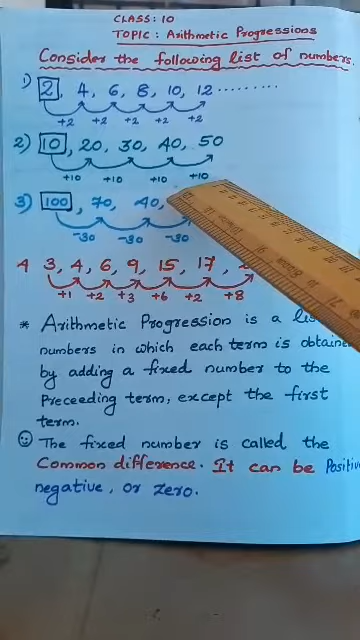 CLASS: 10
TOPIC: Arithmetic Progressions
Consider the following list of numbers.
1) 2, 4, 6, 8, 10, 12 .........
+2 +2 +2 +2 +2
2) 10, 20, 30, 40, 50
+10 +10 +10 +10
3) 100, 70, 40,
-30 -30 -30
4 3, 4, 6, 9, 15, 17,
+1 +2 +3 +6 +2 +8
* Arithmetic Progression is a
numbers in which each term is
by adding a fixed number to the
Preceeding term, except the first
term.
The fixed number is called the
Common difference. It can be
negative, or zero.